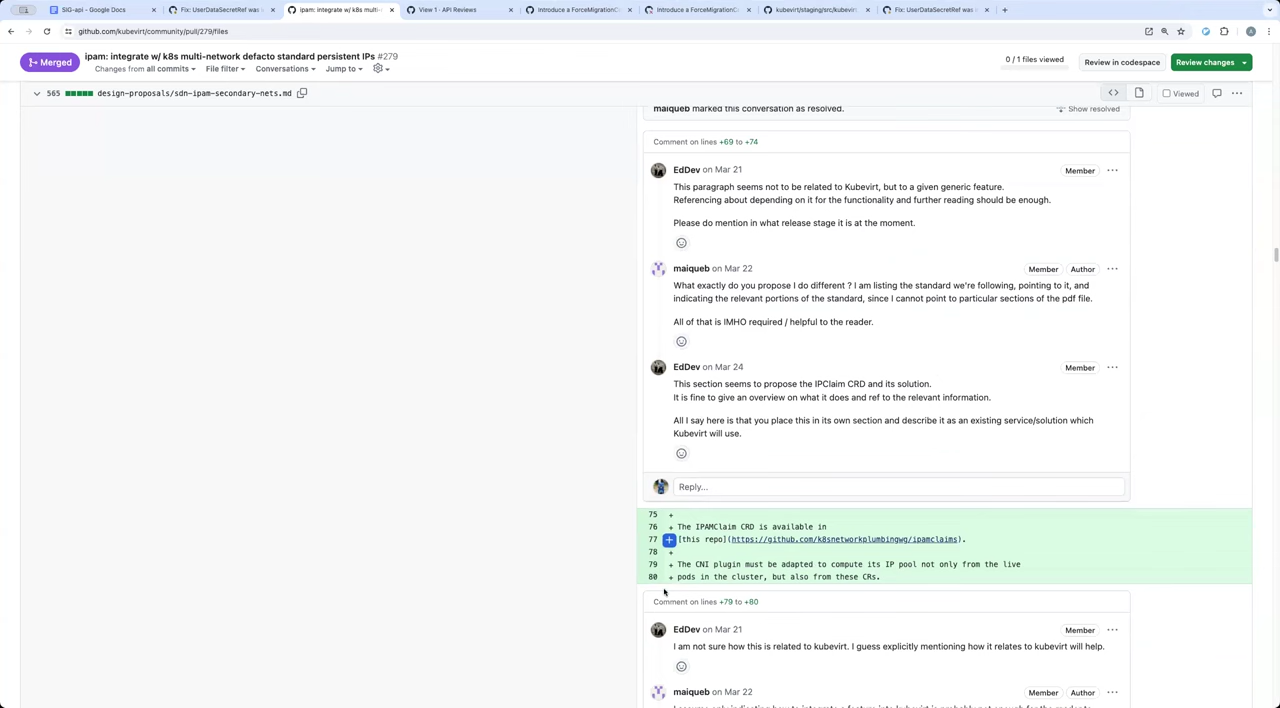 SIG-api - Google Docs
Fix: UserDataSecretRef was
ipam: integrate w/ k8s multi-
View 1 · API Reviews
Introduce a ForceMigrationC
Introduce a ForceMigrationC
kubevirt/staging/src/kubevir
Fix: UserDataSecretRef was
github.com/kubevirt/community/pull/279/files
Merged
ipam: integrate w/ k8s multi-network defacto standard persistent IPs #279
Changes from all commits
File filter
Conversations
Jump to
0 / 1 files viewed
Review in codespace
Review changes
565
design-proposals/sdn-ipam-secondary-nets.md
Viewed
maiqueb marked this conversation as resolved.
Show resolved
Comment on lines +69 to +74
EdDev on Mar 21
Member
This paragraph seems not to be related to Kubevirt, but to a given generic feature.
Referencing about depending on it for the functionality and further reading should be enough.
Please do mention in what release stage it is at the moment.
maiqueb on Mar 22
Member
Author
What exactly do you propose I do different ? I am listing the standard we're following, pointing to it, and
indicating the relevant portions of the standard, since I cannot point to particular sections of the pdf file.
All of that is IMHO required / helpful to the reader.
EdDev on Mar 24
Member
This section seems to propose the IPClaim CRD and its solution.
It is fine to give an overview on what it does and ref to the relevant information.
All I say here is that you place this in its own section and describe it as an existing service/solution which
Kubevirt will use.
Reply...
75 +
76 + The IPAMClaim CRD is available in
77 + [this repo](https://github.com/k8snetworkplumbingwg/ipamclaims).
78 +
79 + The CNI plugin must be adapted to compute its IP pool not only from the live
80 + pods in the cluster, but also from these CRs.
Comment on lines +79 to +80
EdDev on Mar 21
Member
I am not sure how this is related to kubevirt. I guess explicitly mentioning how it relates to kubevirt will help.
maiqueb on Mar 22
Member
Author